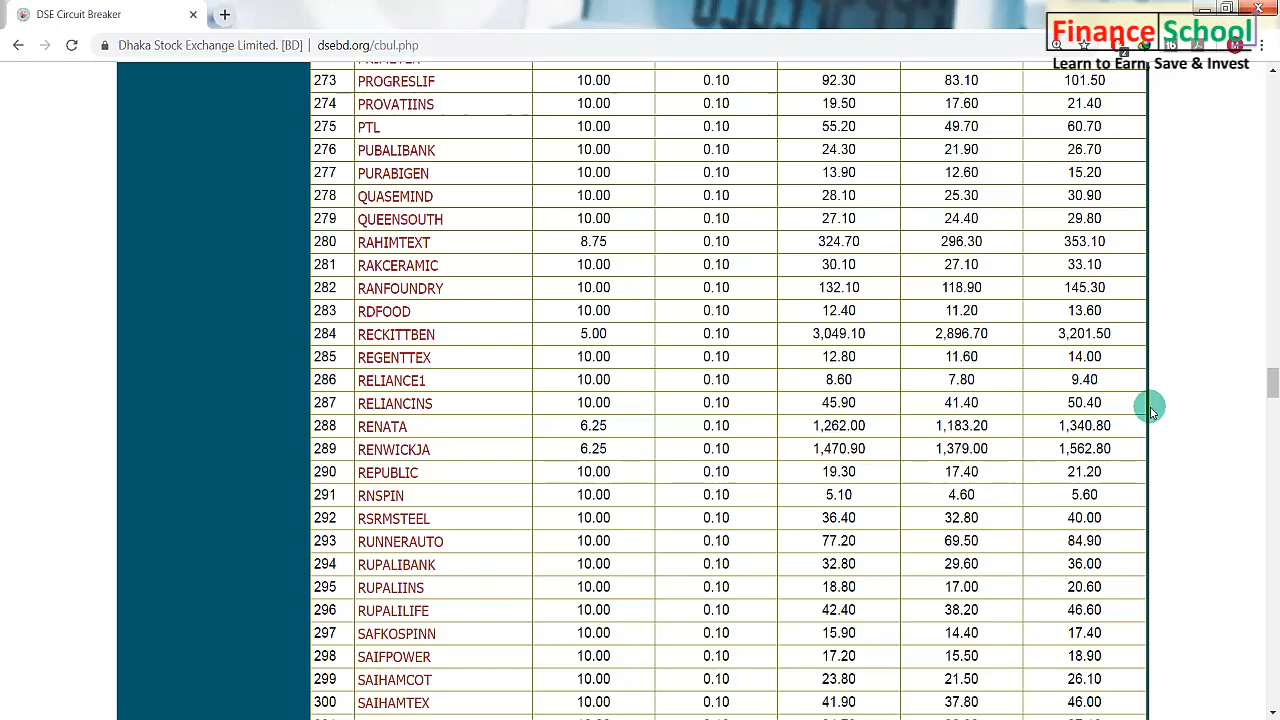 DSE Circuit Breaker
Finance School
Dhaka Stock Exchange Limited. [BD] | dsebd.org/cbul.php
Learn to Earn, Save & Invest
273 PROGRESLIF 10.00 0.10 92.30 83.10 101.50
274 PROVATIINS 10.00 0.10 19.50 17.60 21.40
275 PTL 10.00 0.10 55.20 49.70 60.70
276 PUBALIBANK 10.00 0.10 24.30 21.90 26.70
277 PURABIGEN 10.00 0.10 13.90 12.60 15.20
278 QUASEMIND 10.00 0.10 28.10 25.30 30.90
279 QUEENSOUTH 10.00 0.10 27.10 24.40 29.80
280 RAHIMTEXT 8.75 0.10 324.70 296.30 353.10
281 RAKCERAMIC 10.00 0.10 30.10 27.10 33.10
282 RANFOUNDRY 10.00 0.10 132.10 118.90 145.30
283 RDFOOD 10.00 0.10 12.40 11.20 13.60
284 RECKITTBEN 5.00 0.10 3,049.10 2,896.70 3,201.50
285 REGENTTEX 10.00 0.10 12.80 11.60 14.00
286 RELIANCE1 10.00 0.10 8.60 7.80 9.40
287 RELIANCINS 10.00 0.10 45.90 41.40 50.40
288 RENATA 6.25 0.10 1,262.00 1,183.20 1,340.80
289 RENWICKJA 6.25 0.10 1,470.90 1,379.00 1,562.80
290 REPUBLIC 10.00 0.10 19.30 17.40 21.20
291 RNSPIN 10.00 0.10 5.10 4.60 5.60
292 RSRMSTEEL 10.00 0.10 36.40 32.80 40.00
293 RUNNERAUTO 10.00 0.10 77.20 69.50 84.90
294 RUPALIBANK 10.00 0.10 32.80 29.60 36.00
295 RUPALIINS 10.00 0.10 18.80 17.00 20.60
296 RUPALILIFE 10.00 0.10 42.40 38.20 46.60
297 SAFKOSPINN 10.00 0.10 15.90 14.40 17.40
298 SAIFPOWER 10.00 0.10 17.20 15.50 18.90
299 SAIHAMCOT 10.00 0.10 23.80 21.50 26.10
300 SAIHAMTEX 10.00 0.10 41.90 37.80 46.00